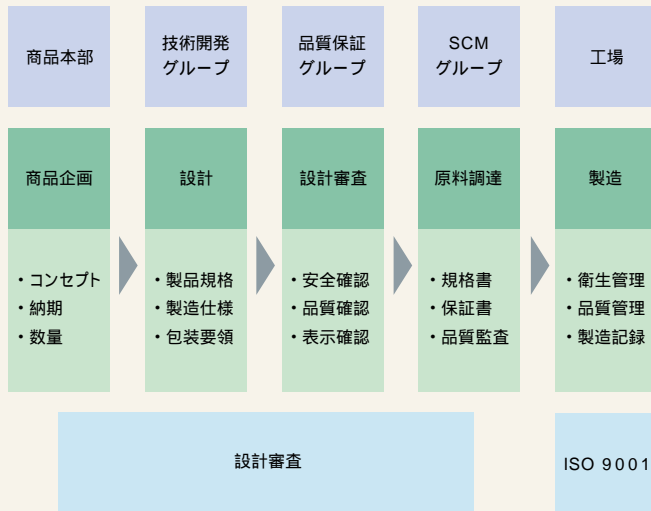 商品本部
技術開発
グループ
品質保証
グループ
SCM
グループ
工場
商品企画
設計
設計審査
原料調達
製造
・コンセプト
・納期
・数量
・製品規格
・製造仕様
・包装要領
・安全確認
・品質確認
・表示確認
・規格書
・保証書
・品質監査
・衛生管理
・品質管理
・製造記録
設計審査
ISO 9001